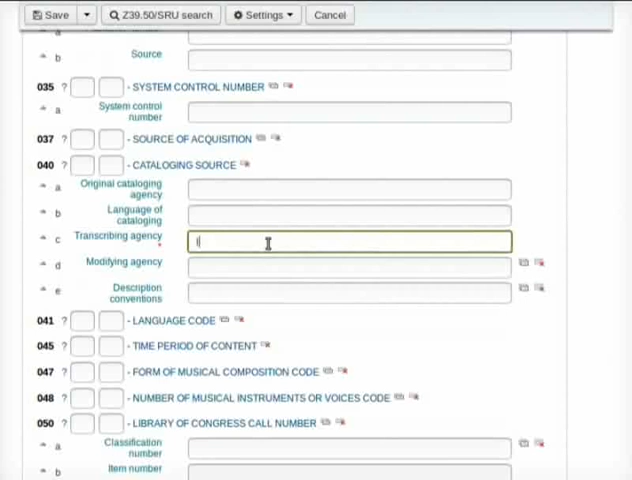 Save Z39.50/SRU search Settings Cancel
a
b Source
035 ? - SYSTEM CONTROL NUMBER
a System control number
037 ? - SOURCE OF ACQUISITION
040 ? - CATALOGING SOURCE
a Original cataloging agency
b Language of cataloging
c Transcribing agency
d Modifying agency
e Description conventions
041 ? - LANGUAGE CODE
045 ? - TIME PERIOD OF CONTENT
047 ? - FORM OF MUSICAL COMPOSITION CODE
048 ? - NUMBER OF MUSICAL INSTRUMENTS OR VOICES CODE
050 ? - LIBRARY OF CONGRESS CALL NUMBER
a Classification number
b Item number